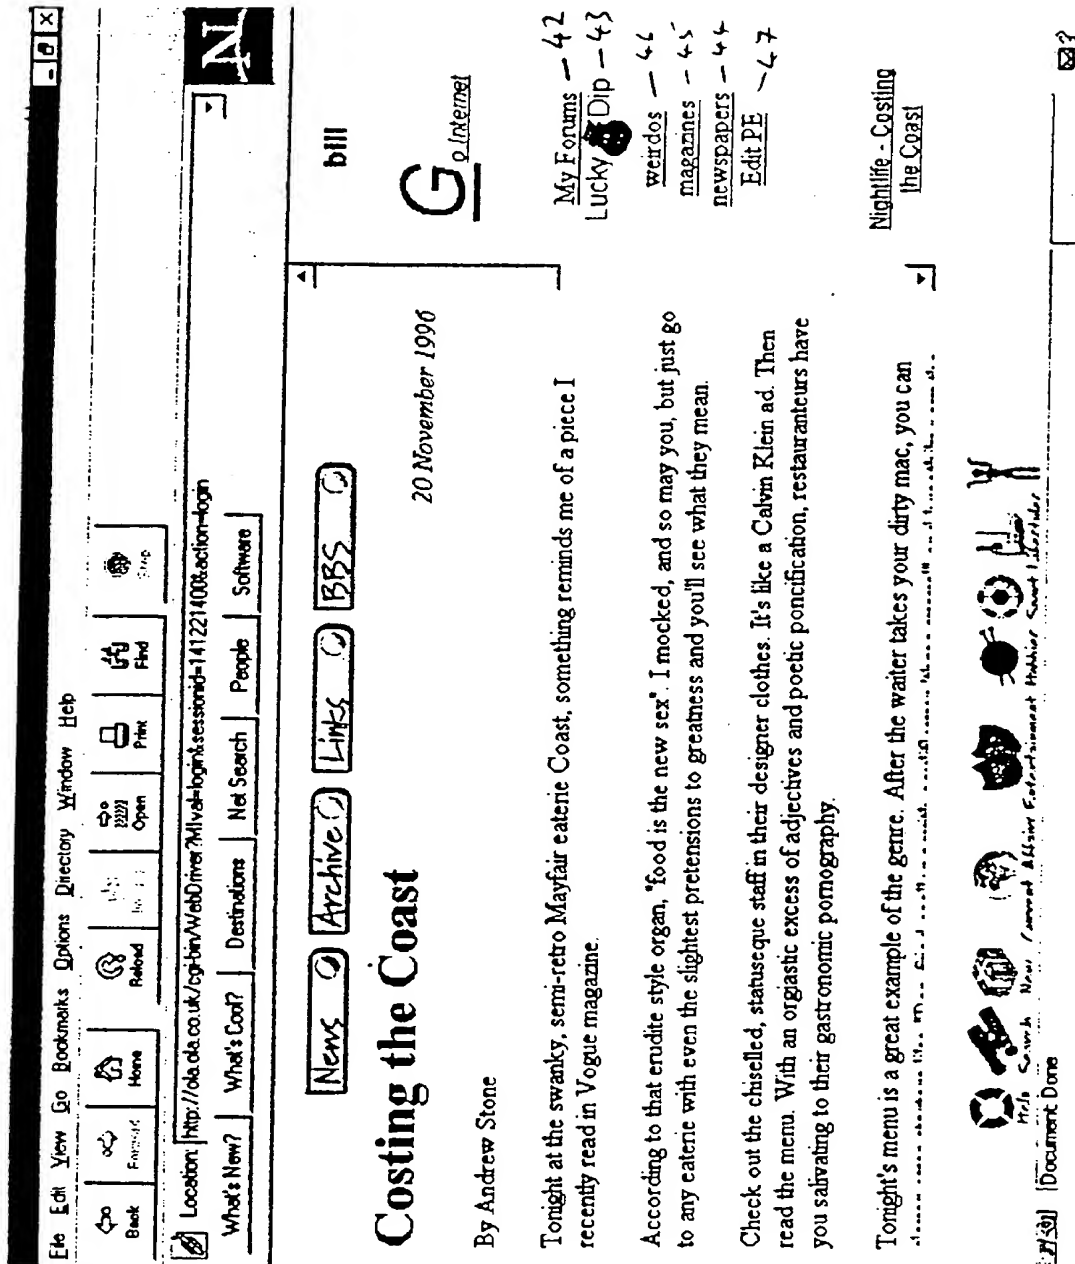 File Edit View Go Bookmarks Options Directory Window Help
Back Forward Home Reload Open Print Find Stop
Location: http://ola.ola.co.uk/cgi-bin/WebDriver?MIval=login&sessionid=141221400&action=login
What's New? What's Cool? Destinations Net Search People Software
N
News Archive Links BBS
bill
Costing the Coast
20 November 1996
Go Internet
By Andrew Stone
Tonight at the swanky, semi-retro Mayfair eaterie Coast, something reminds me of a piece I
recently read in Vogue magazine.
According to that erudite style organ, "food is the new sex". I mocked, and so may you, but just go
to any eaterie with even the slightest pretensions to greatness and you'll see what they mean.
Check out the chiselled, statuseque staff in their designer clothes. It's like a Calvin Klein ad. Then
read the menu. With an orgiastic excess of adjectives and poetic poncification, restauranteurs have
you salivating to their gastronomic pornography.
Tonight's menu is a great example of the genre. After the waiter takes your dirty mac, you can
My Forums - 42
Lucky Dip - 43
weirdos - 46
magazines - 45
newspapers - 44
Edit PE - 47
Nightlife - Costing
the Coast
Help Search News Current Affairs Entertainment Hobbies Sport Lifestyles
Document: Done
?